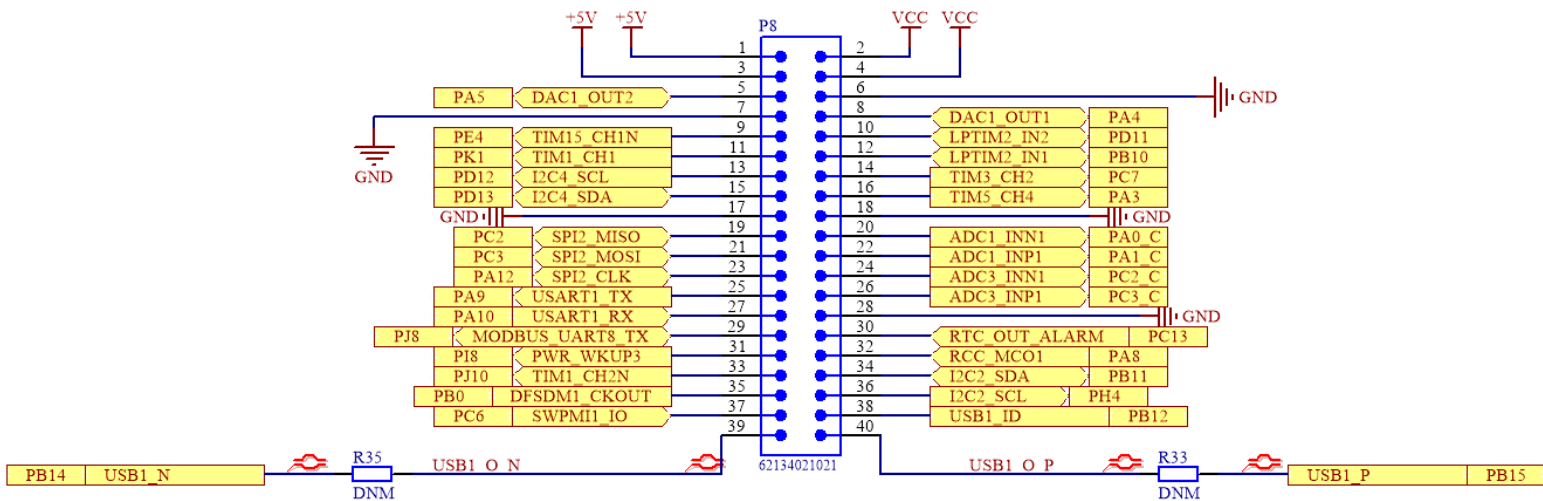 +5V +5V P8 VCC VCC
1 2
3 4
PA5 DAC1_OUT2 5 6 GND
7 8 DAC1_OUT1 PA4
PE4 TIM15_CH1N 9 10 LPTIM2_IN2 PD11
PK1 TIM1_CH1 11 12 LPTIM2_IN1 PB10
GND PD12 I2C4_SCL 13 14 TIM3_CH2 PC7
PD13 I2C4_SDA 15 16 TIM5_CH4 PA3
GND 17 18 GND
PC2 SPI2_MISO 19 20 ADC1_INN1 PA0_C
PC3 SPI2_MOSI 21 22 ADC1_INP1 PA1_C
PA12 SPI2_CLK 23 24 ADC3_INN1 PC2_C
PA9 USART1_TX 25 26 ADC3_INP1 PC3_C
PA10 USART1_RX 27 28 GND
PJ8 MODBUS_UART8_TX 29 30 RTC_OUT_ALARM PC13
PI8 PWR_WKUP3 31 32 RCC_MCO1 PA8
PJ10 TIM1_CH2N 33 34 I2C2_SDA PB11
PB0 DFSDM1_CKOUT 35 36 I2C2_SCL PH4
PC6 SWPMI1_IO 37 38 USB1_ID PB12
39 40
R35 USB1_O_N 62134021021 USB1_O_P R33
PB14 USB1_N USB1_P PB15
DNM DNM